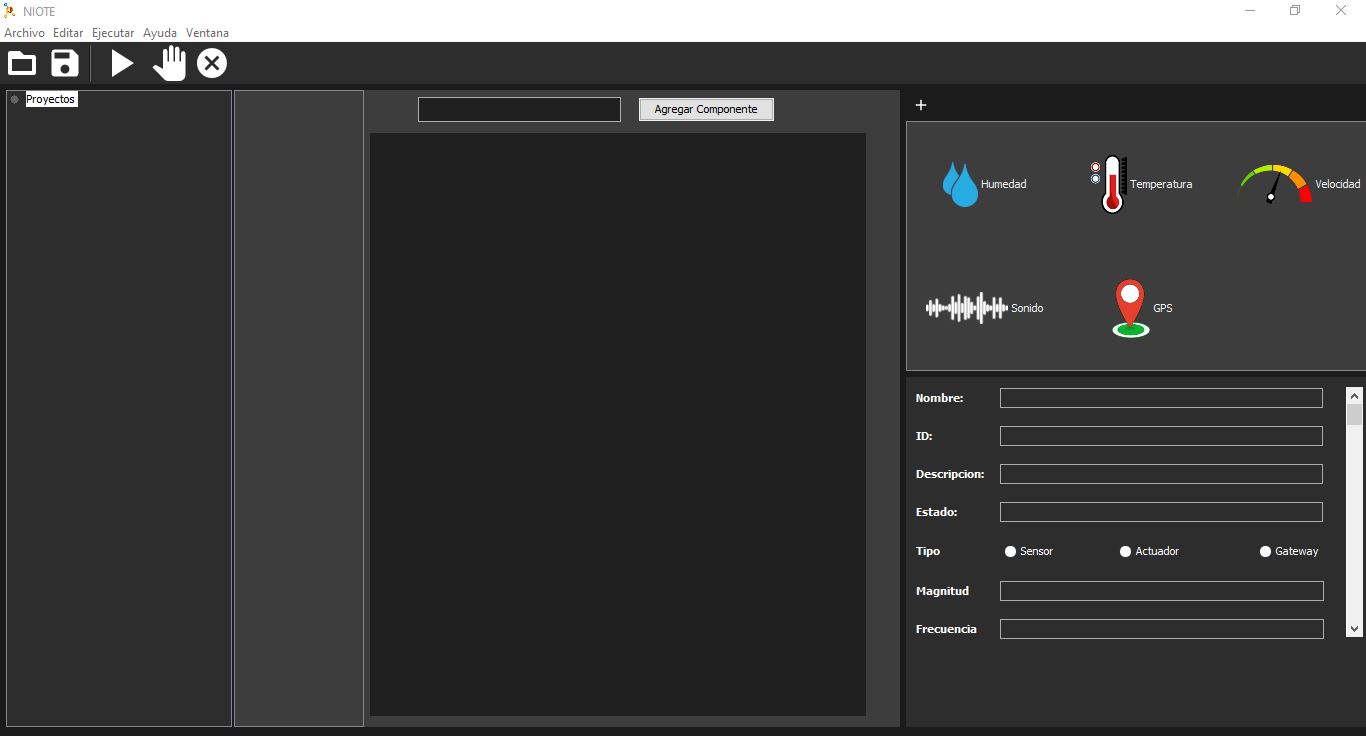 NIOTE
Archivo Editar Ejecutar Ayuda Ventana
Proyectos
Agregar Componente
+
Humedad
Temperatura
Velocidad
Sonido
GPS
Nombre:
ID:
Descripcion:
Estado:
Tipo Sensor Actuador Gateway
Magnitud
Frecuencia